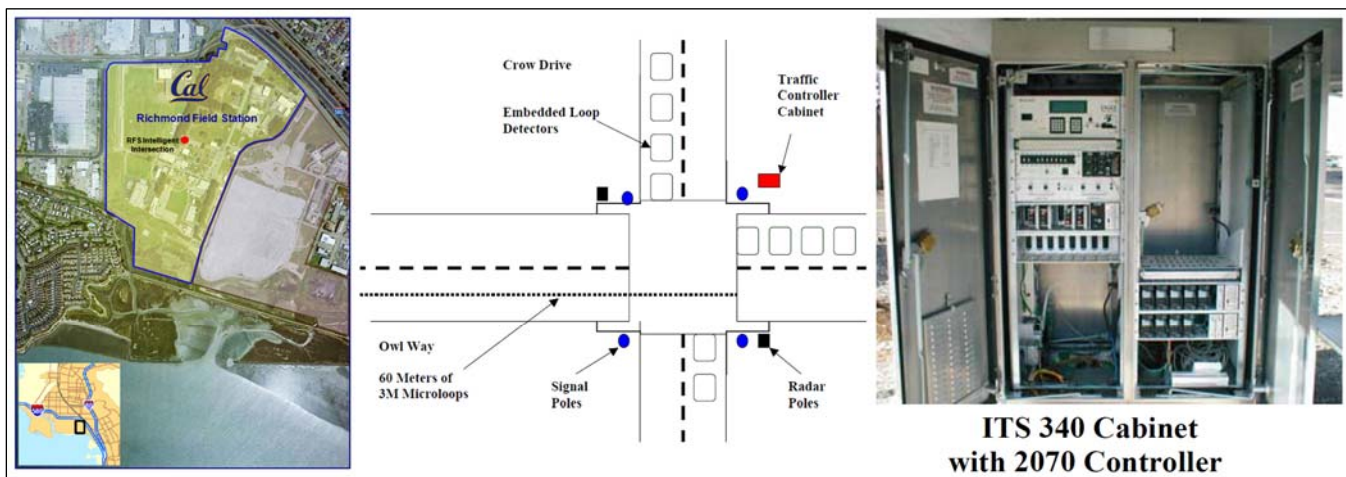 Cal
Richmond Field Station
RFS Intelligent
Intersection
Crow Drive
Embedded Loop
Detectors
Traffic
Controller
Cabinet
Owl Way
60 Meters of
3M Microloops
Signal
Poles
Radar
Poles
ITS 340 Cabinet
with 2070 Controller